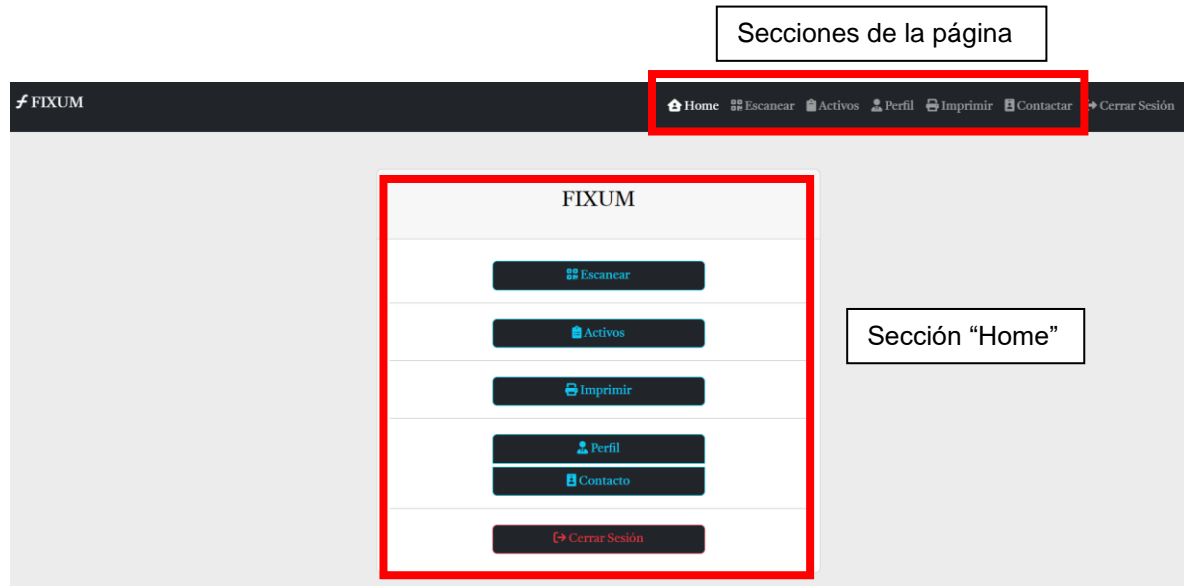 Secciones de la página
FIXUM Home Escanear Activos Perfil Imprimir Contactar Cerrar Sesión
FIXUM
Escanear
Activos
Sección “Home”
Imprimir
Perfil
Contacto
Cerrar Sesión